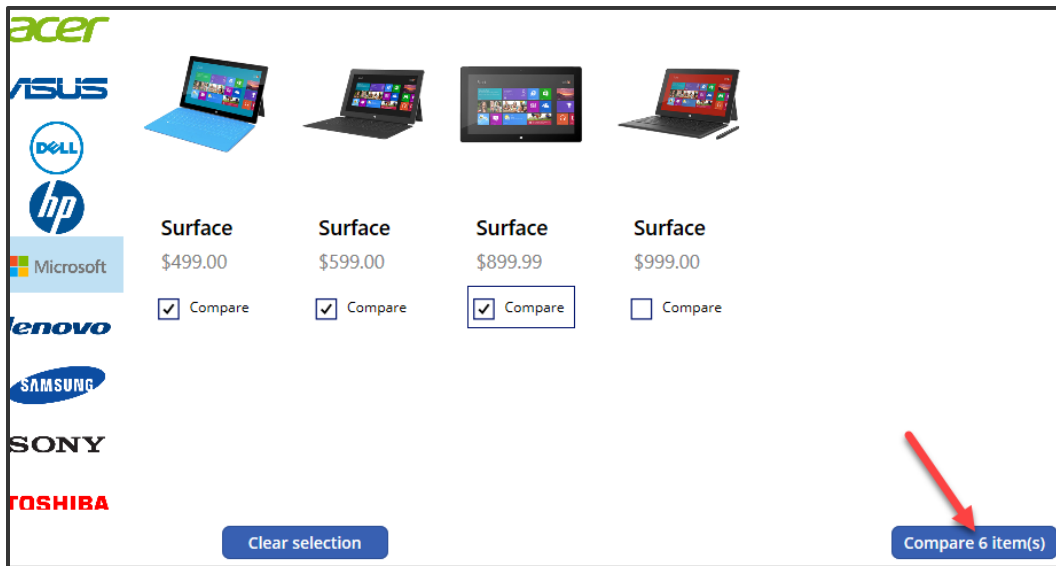 acer
ASUS
DELL
hp
Microsoft
lenovo
SAMSUNG
SONY
TOSHIBA
Surface Surface Surface Surface
$499.00 $599.00 $899.99 $999.00
Compare Compare Compare Compare
Clear selection
Compare 6 item(s)